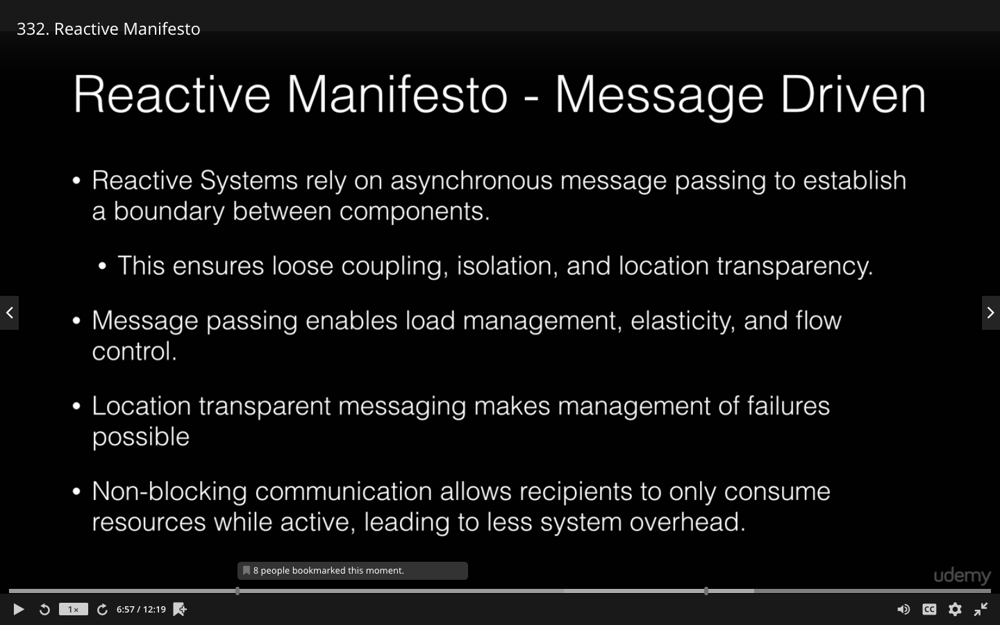 332. Reactive Manifesto
Reactive Manifesto - Message Driven
• Reactive Systems rely on asynchronous message passing to establish
a boundary between components.
• This ensures loose coupling, isolation, and location transparency.
• Message passing enables load management, elasticity, and flow
control.
• Location transparent messaging makes management of failures
possible
• Non-blocking communication allows recipients to only consume
resources while active, leading to less system overhead.
8 people bookmarked this moment.
udemy
1× 6:57 / 12:19 CC